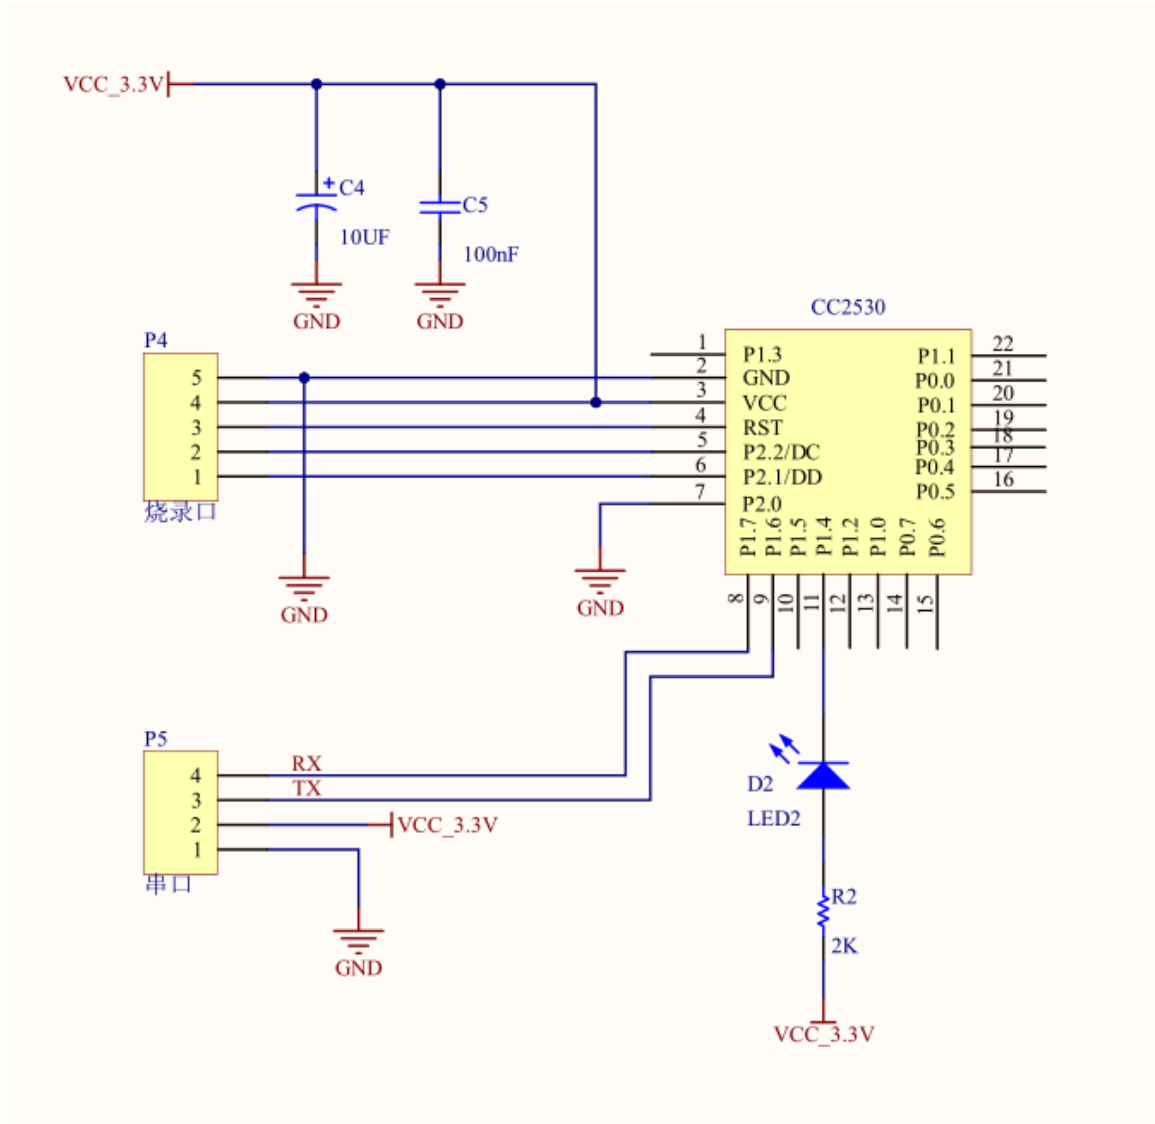 VCC_3.3V
+ C4
10UF
C5
100nF
GND
GND
CC2530
P4
5
4
3
2
1
烧录口
1
2
3
4
5
6
7
P1.3
GND
VCC
RST
P2.2/DC
P2.1/DD
P2.0
P1.1
P0.0
P0.1
P0.2
P0.3
P0.4
P0.5
22
21
20
19
18
17
16
P1.7
P1.6
P1.5
P1.4
P1.2
P1.0
P0.7
P0.6
8
9
10
11
12
13
14
15
GND
GND
P5
4
3
2
1
串口
RX
TX
VCC_3.3V
GND
D2
LED2
R2
2K
VCC_3.3V